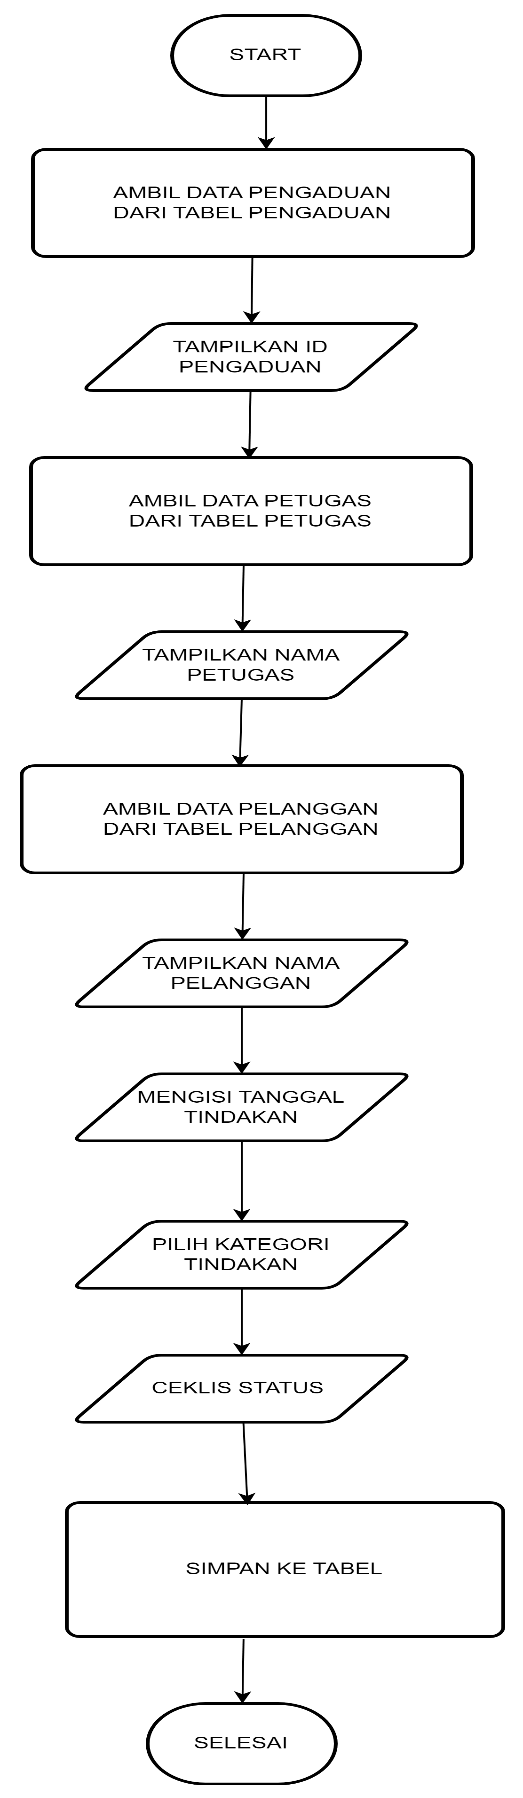 START
AMBIL DATA PENGADUAN
DARI TABEL PENGADUAN
TAMPILKAN ID
PENGADUAN
AMBIL DATA PETUGAS
DARI TABEL PETUGAS
TAMPILKAN NAMA
PETUGAS
AMBIL DATA PELANGGAN
DARI TABEL PELANGGAN
TAMPILKAN NAMA
PELANGGAN
MENGISI TANGGAL
TINDAKAN
PILIH KATEGORI
TINDAKAN
CEKLIS STATUS
SIMPAN KE TABEL
SELESAI